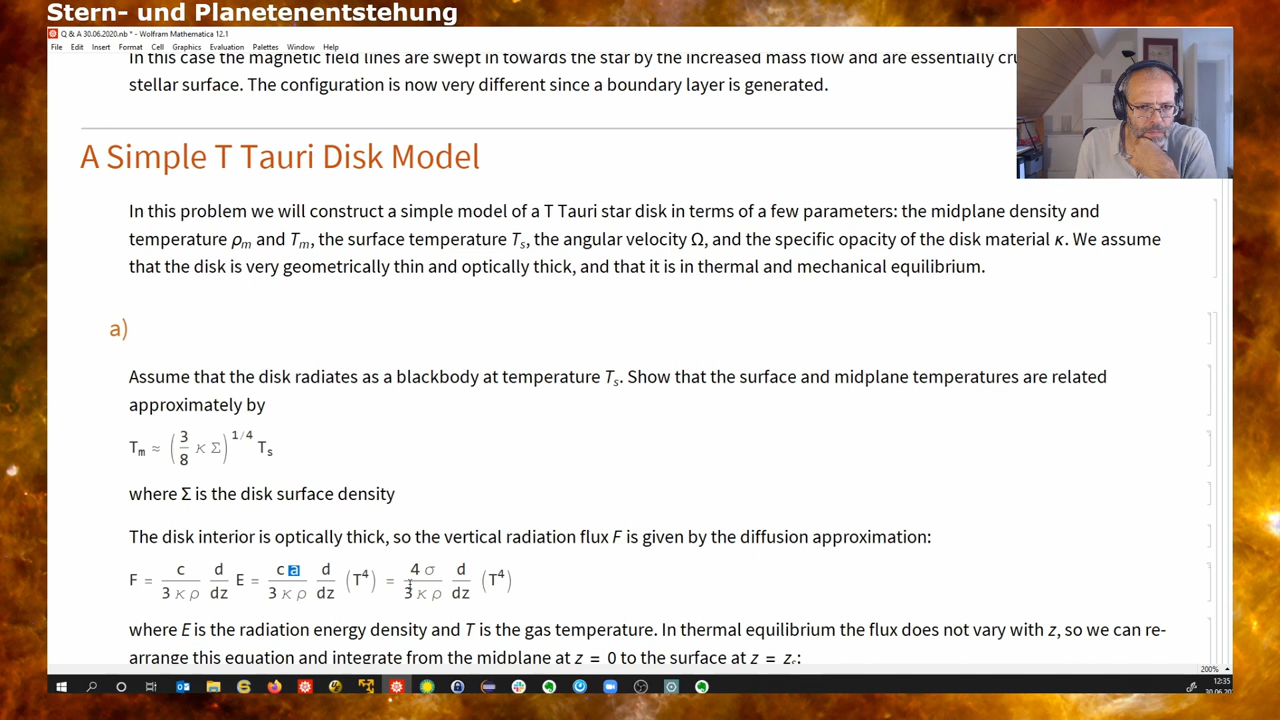 Stern- und Planetenentstehung
Q & A 30.06.2020.nb * - Wolfram Mathematica 12.1
File Edit Insert Format Cell Graphics Evaluation Palettes Window Help
In this case the magnetic field lines are swept in towards the star by the increased mass flow and are essentially cru
stellar surface. The configuration is now very different since a boundary layer is generated.
A Simple T Tauri Disk Model
In this problem we will construct a simple model of a T Tauri star disk in terms of a few parameters: the midplane density and
temperature ρm and Tm, the surface temperature Ts, the angular velocity Ω, and the specific opacity of the disk material κ. We assume
that the disk is very geometrically thin and optically thick, and that it is in thermal and mechanical equilibrium.
a)
Assume that the disk radiates as a blackbody at temperature Ts. Show that the surface and midplane temperatures are related
approximately by
Tm ≈ (3/8 κ Σ)^1/4 Ts
where Σ is the disk surface density
The disk interior is optically thick, so the vertical radiation flux F is given by the diffusion approximation:
F = c/(3 κ ρ) d/dz E = c a/(3 κ ρ) d/dz (T^4) = 4 σ/(3 κ ρ) d/dz (T^4)
where E is the radiation energy density and T is the gas temperature. In thermal equilibrium the flux does not vary with z, so we can re-
arrange this equation and integrate from the midplane at z = 0 to the surface at z = zs:
200%
12:35
30.06.20